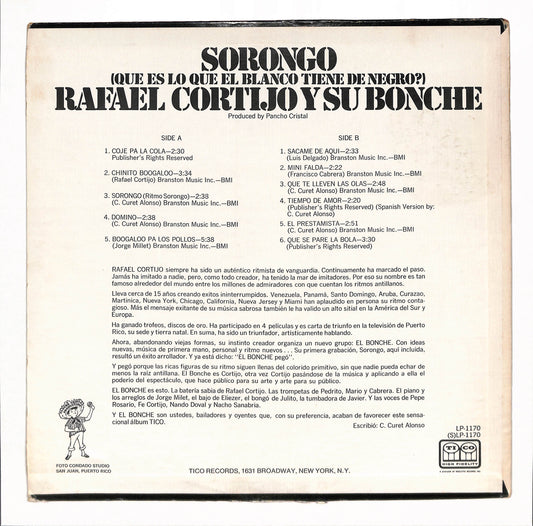 SORONGO
(QUE ES LO QUE EL BLANCO TIENE DE NEGRO?)
RAFAEL CORTIJO Y SU BONCHE
Produced by Pancho Cristal
SIDE A
1. COJE PA LA COLA—2:30
Publisher's Rights Reserved
2. CHINITO BOOGALOO—3:34
(Rafael Cortijo) Branston Music Inc.—BMI
3. SORONGO (Ritmo Sorongo)—2:38
(C. Curet Alonso) Branston Music Inc.—BMI
4. DOMINO—2:38
(C. Curet Alonso) Branston Music Inc.—BMI
5. BOOGALOO PA LOS POLLOS—5:38
(Jorge Millet) Branston Music Inc.—BMI
SIDE B
1. SACAME DE AQUI—2:33
(Luis Delgado) Branston Music Inc.—BMI
2. MINI FALDA—2:22
(Francisco Cabrera) Branston Music Inc.—BMI
3. QUE TE LLEVEN LAS OLAS—2:48
(C. Curet Alonso) Branston Music Inc.—BMI
4. TIEMPO DE AMOR—2:20
(Publisher's Rights Reserved) (Spanish Version by:
C. Curet Alonso)
5. EL PRESTAMISTA—2:51
(C. Curet Alonso) Branston Music Inc.—BMI
6. QUE SE PARE LA BOLA—3:30
(Publisher's Rights Reserved)
RAFAEL CORTIJO siempre ha sido un auténtico ritmista de vanguardia. Contínuamente ha marcado el paso.
Jamás ha imitado a nadie, pero, como todo creador, ha tenido la mar de imitadores. Por eso su nombre es tan
famoso alrededor del mundo entre los millones de admiradores con que cuentan los ritmos antillanos.
Lleva cerca de 15 años creando exitos ininterrumpidos. Venezuela, Panamá, Santo Domingo, Aruba, Curazao,
Martinica, Nueva York, Chicago, California, Nueva Jersey y Miami han aplaudido en persona su ritmo conta-
gioso. Más el mensaje exitante de su música sabrosa también le ha valido un alto sitial en la América del Sur y
Europa.
Ha ganado trofeos, discos de oro. Ha participado en 4 películas y es carta de triunfo en la televisión de Puerto
Rico, su sede y tierra natal. En suma, ha sido un triunfador, artísticamente hablando.
Ahora, abandonando viejas formas, su instinto creador organiza un nuevo grupo: EL BONCHE. Con ideas
nuevas, música de primera mano, personal y ritmo nuevos . . . Su primera grabación, Sórongo, aquí incluida,
resultó un éxito arrollador. Y ya está dicho: "EL BONCHE pegó".
Y pegó porque las ricas figuras de su ritmo siguen llenas del colorido primitivo, sin que nadie pueda echar de
menos la raíz antillana. El Bonche es Cortijo, otra vez Cortijo pasándose de la música y aplicando a ella el
poderío del espectáculo, que hace público para su arte y arte para su público.
EL BONCHE es esto. La batería sabia de Rafael Cortijo. Las trompetas de Pedrito, Mario y Cabrera. El piano y
los arreglos de Jorge Milet, el bajo de Eliezer, el bongó de Julito, la tumbadora de Javier. Y las voces de Pepe
Rosario, Fe Cortijo, Nando Doval y Nacho Sanabria.
Y EL BONCHE son ustedes, bailadores y oyentes que, con su preferencia, acaban de favorecer este sensa-
cional álbum TICO.
Escribió: C. Curet Alonso
FOTO CONDADO STUDIO
SAN JUAN, PUERTO RICO
TICO RECORDS, 1631 BROADWAY, NEW YORK, N.Y.
LP-1170
(S)LP-1170
TICO
HIGH FIDELITY